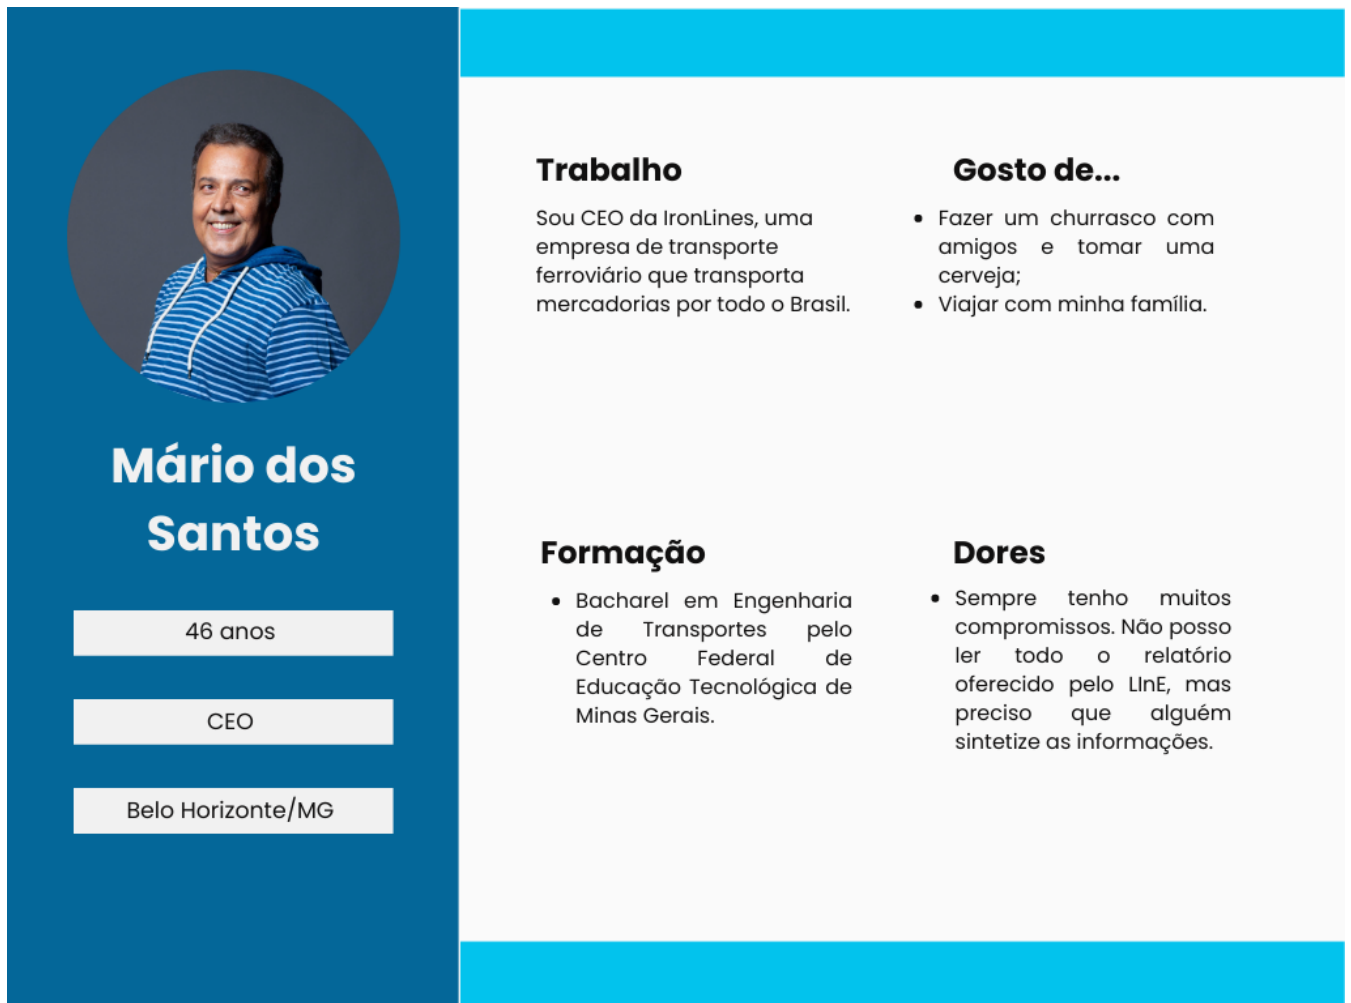 Mário dos
Santos
46 anos
CEO
Belo Horizonte/MG
Trabalho
Sou CEO da IronLines, uma
empresa de transporte
ferroviário que transporta
mercadorias por todo o Brasil.
Gosto de...
• Fazer um churrasco com
amigos e tomar uma
cerveja;
• Viajar com minha família.
Formação
• Bacharel em Engenharia
de Transportes pelo
Centro Federal de
Educação Tecnológica de
Minas Gerais.
Dores
• Sempre tenho muitos
compromissos. Não posso
ler todo o relatório
oferecido pelo LInE, mas
preciso que alguém
sintetize as informações.